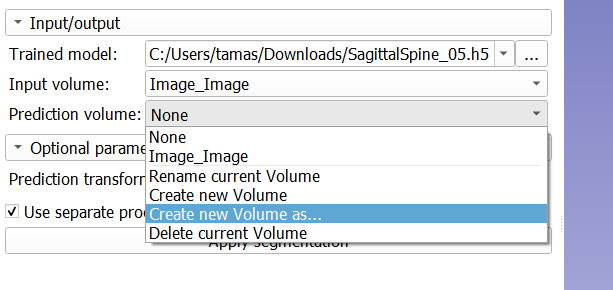 Input/output
Trained model: C:/Users/tamas/Downloads/SagittalSpine_05.h5 ...
Input volume: Image_Image
Prediction volume: None
None
Optional parame
Image_Image
Rename current Volume
Prediction transform
Create new Volume
Use separate pro
Create new Volume as...
Delete current Volume
Apply segmentation